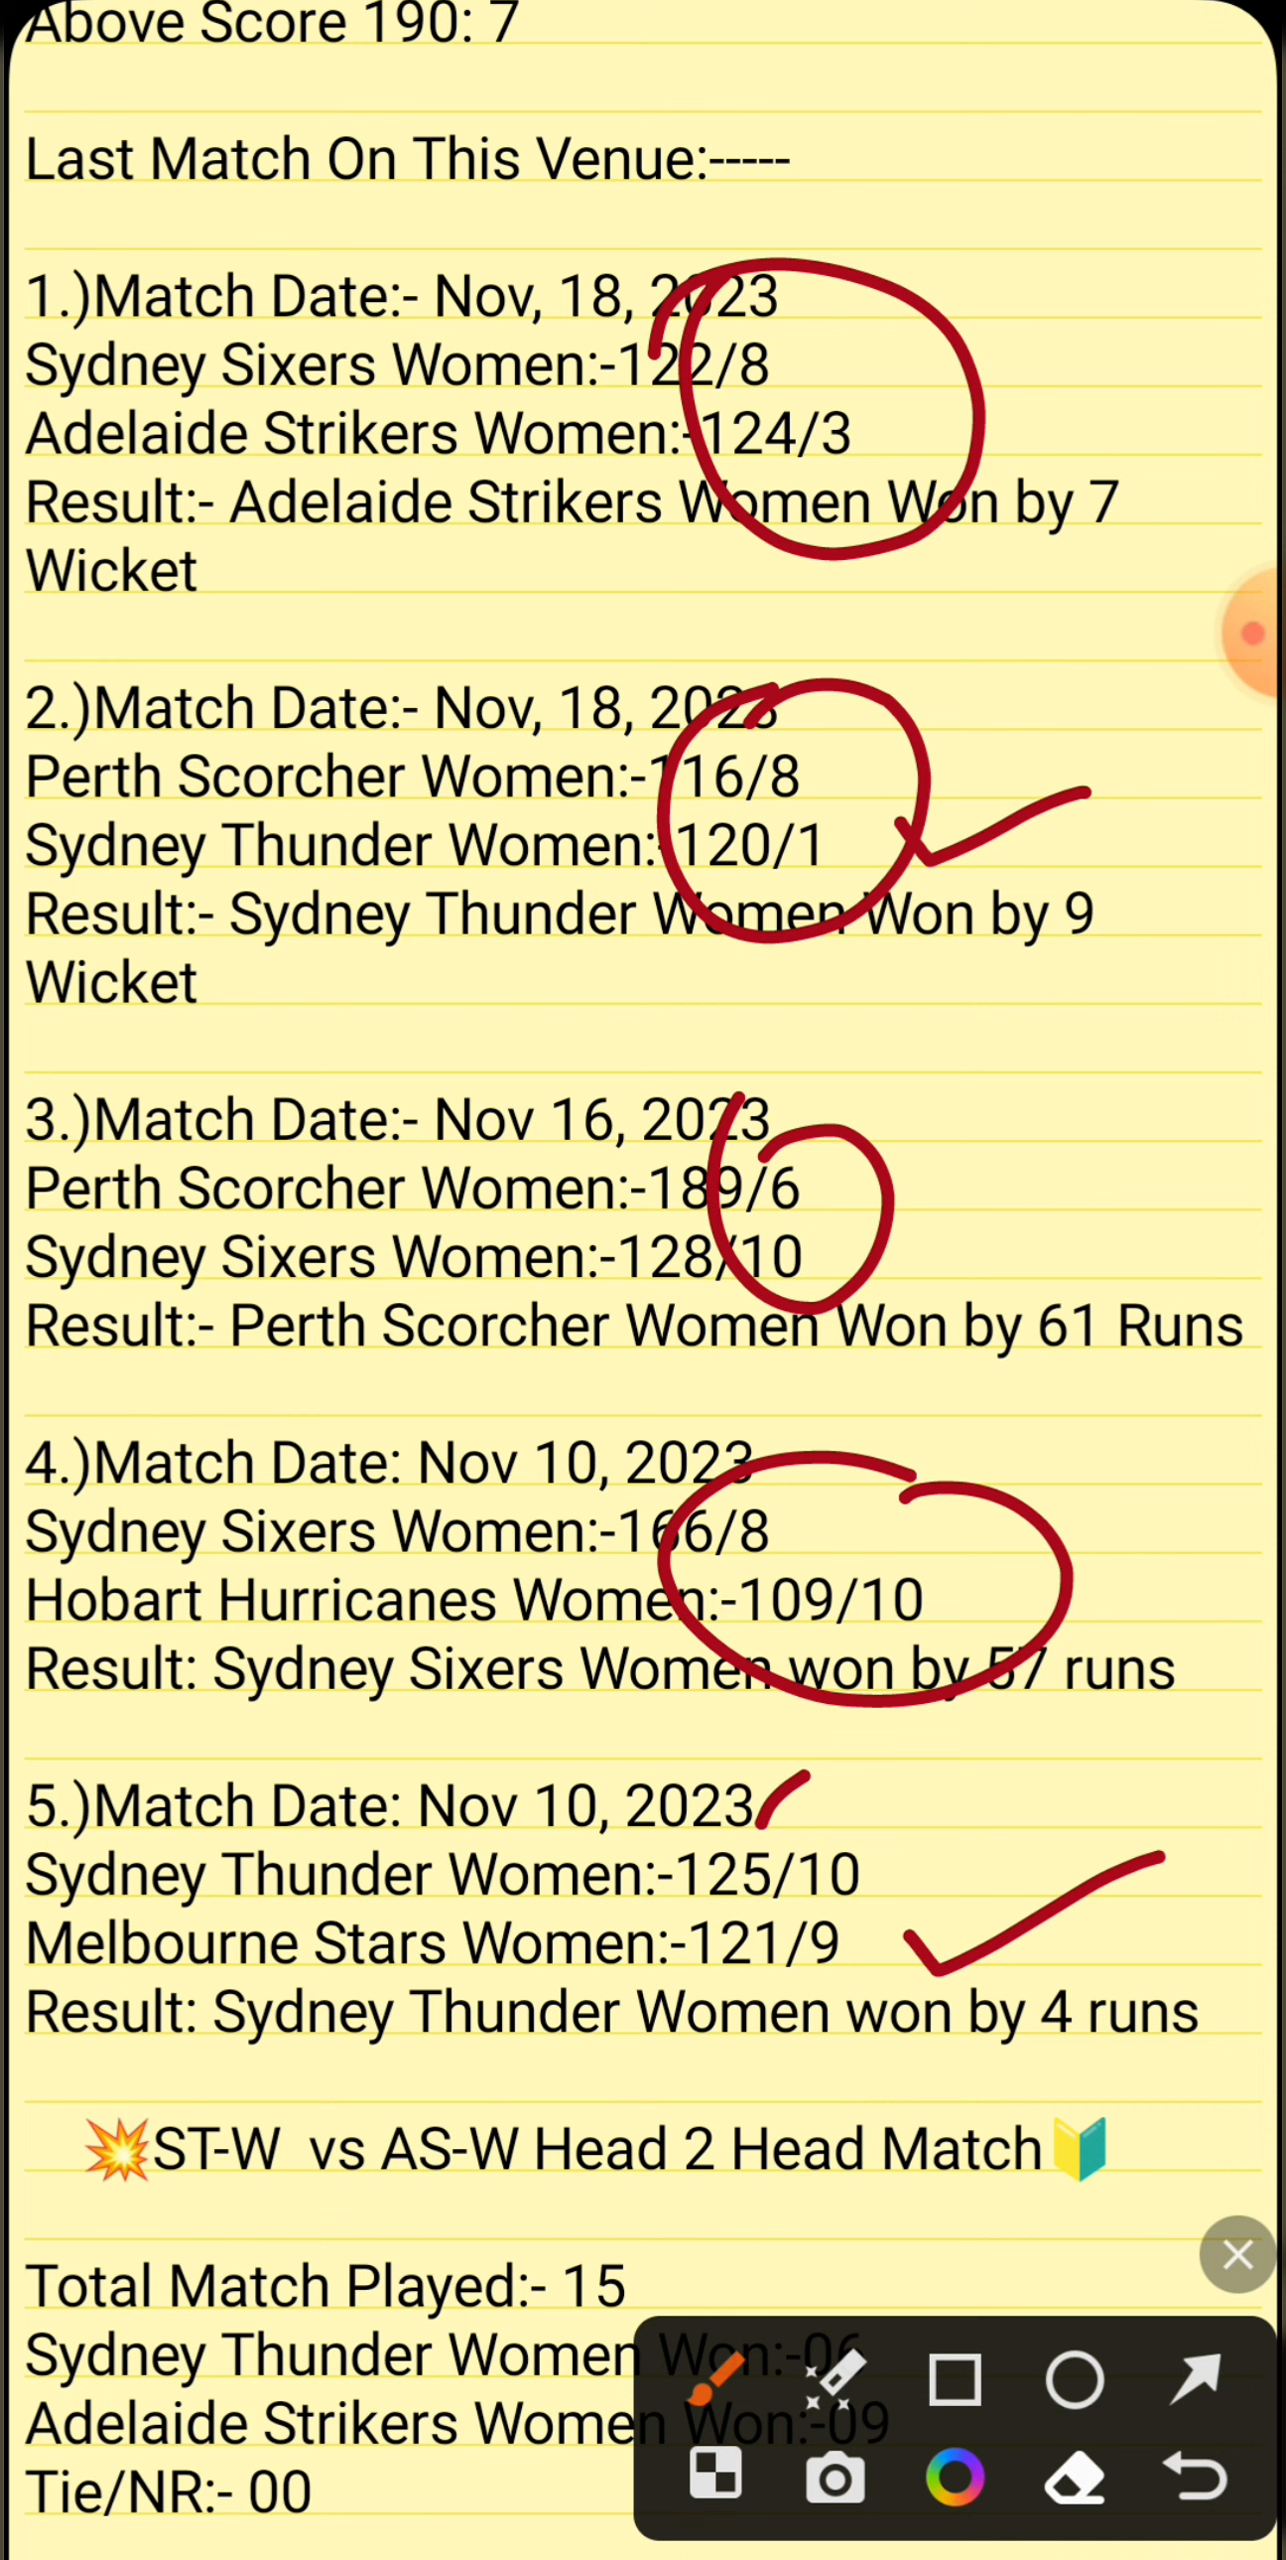 Above Score 190: 7
Last Match On This Venue:-----
1.)Match Date:- Nov, 18, 2023
Sydney Sixers Women:-122/8
Adelaide Strikers Women:-124/3
Result:- Adelaide Strikers Women Won by 7
Wicket
2.)Match Date:- Nov, 18, 2023
Perth Scorcher Women:-116/8
Sydney Thunder Women:-120/1
Result:- Sydney Thunder Women Won by 9
Wicket
3.)Match Date:- Nov 16, 2023
Perth Scorcher Women:-189/6
Sydney Sixers Women:-128/10
Result:- Perth Scorcher Women Won by 61 Runs
4.)Match Date: Nov 10, 2023
Sydney Sixers Women:-166/8
Hobart Hurricanes Women:-109/10
Result: Sydney Sixers Women won by 57 runs
5.)Match Date: Nov 10, 2023
Sydney Thunder Women:-125/10
Melbourne Stars Women:-121/9
Result: Sydney Thunder Women won by 4 runs
💥ST-W  vs AS-W Head 2 Head Match🔰
Total Match Played:- 15
Sydney Thunder Women Won:-06
Adelaide Strikers Women Won:-09
Tie/NR:- 00